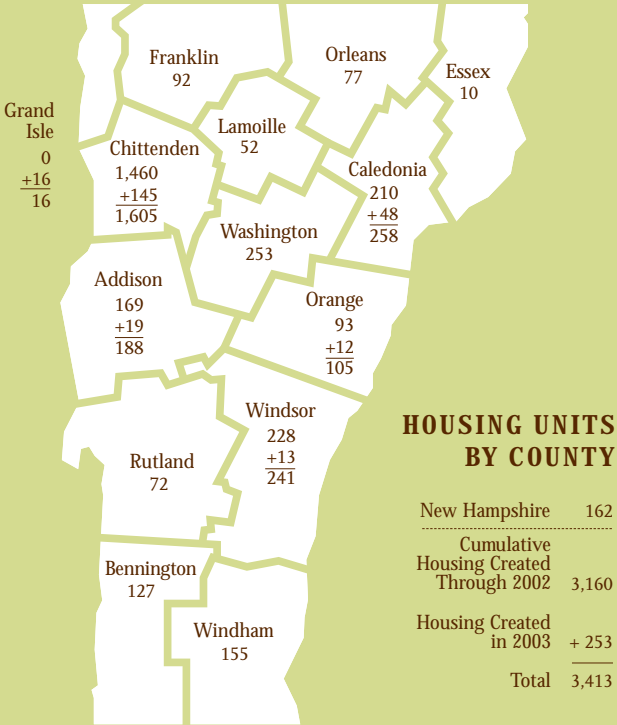 Franklin
92
Orleans
77
Essex
10
Grand
Isle
0
+16
16
Lamoille
52
Chittenden
1,460
+145
1,605
Caledonia
210
+ 48
258
Washington
253
Addison
169
+19
188
Orange
93
+12
105
Windsor
228
+13
241
Rutland
72
Bennington
127
Windham
155
HOUSING UNITS
BY COUNTY
New Hampshire 162
Cumulative
Housing Created
Through 2002 3,160
Housing Created
in 2003 + 253
Total 3,413